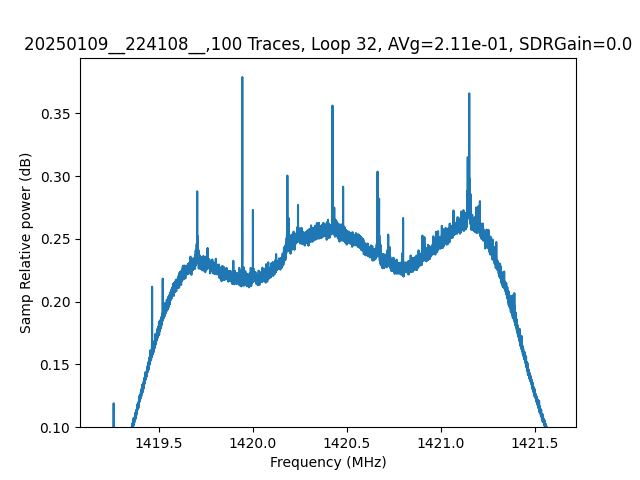 20250109__224108__,100 Traces, Loop 32, AVg=2.11e-01, SDRGain=0.0
0.35
0.30
0.25
0.20
0.15
0.10
Samp Relative power (dB)
1419.5 1420.0 1420.5 1421.0 1421.5
Frequency (MHz)